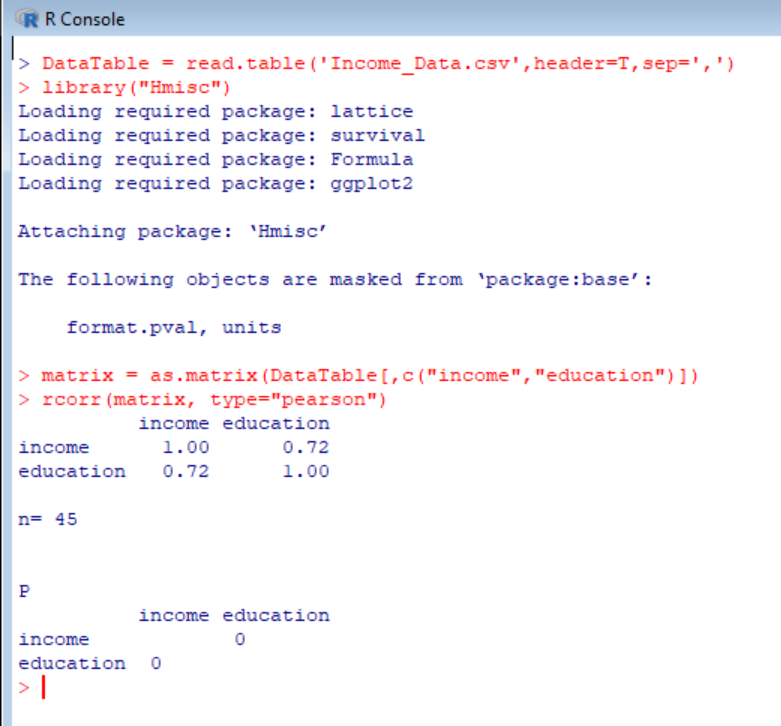 R Console
> DataTable = read.table('Income_Data.csv',header=T,sep=',')
> library("Hmisc")
Loading required package: lattice
Loading required package: survival
Loading required package: Formula
Loading required package: ggplot2
Attaching package: ‘Hmisc’
The following objects are masked from ‘package:base’:
    format.pval, units
> matrix = as.matrix(DataTable[,c("income","education")])
> rcorr(matrix, type="pearson")
          income education
income      1.00      0.72
education   0.72      1.00
n= 45
P
          income education
income            0
education  0
>